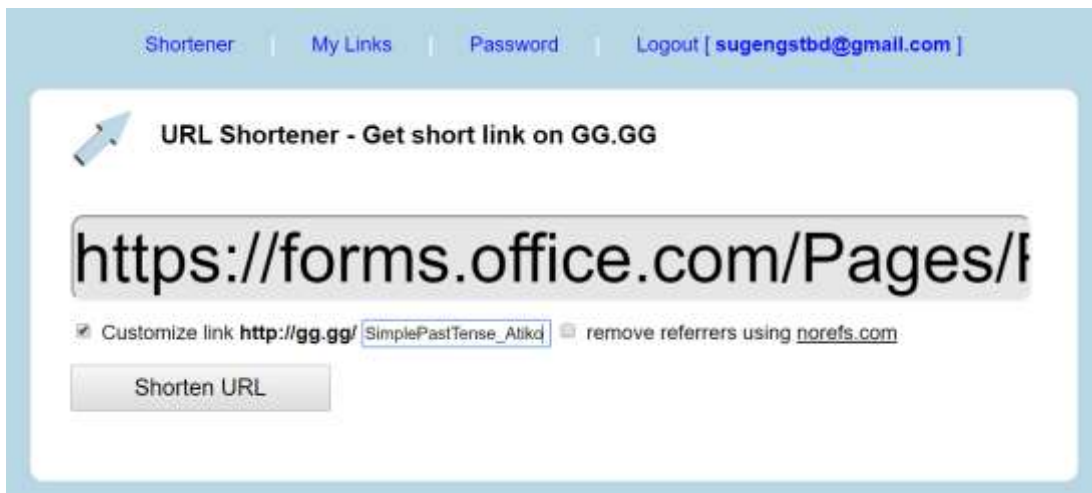 Shortener | My Links | Password | Logout [ sugengstbd@gmail.com ]
URL Shortener - Get short link on GG.GG
https://forms.office.com/Pages/
Customize link http://gg.gg/ SimplePastTense_Atiko remove referrers using norefs.com
Shorten URL